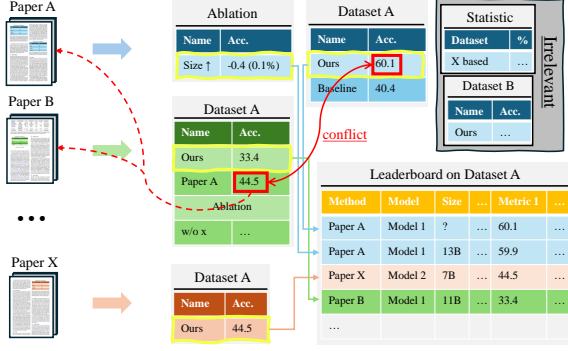 Paper A
Paper B
•••
Paper X
Ablation
Name Acc.
Size ↑ -0.4 (0.1%)
Dataset A
Name Acc.
Ours 60.1
Baseline 40.4
Statistic
Dataset %
X based ...
Dataset B
Name Acc.
Ours ...
Irrelevant
Dataset A
Name Acc.
Ours 33.4
Paper A 44.5
Ablation
w/o x ...
conflict
Dataset A
Name Acc.
Ours 44.5
Leaderboard on Dataset A
Method Model Size ... Metric 1 ...
Paper A Model 1 ? ... 60.1 ...
Paper A Model 1 13B ... 59.9 ...
Paper X Model 2 7B ... 44.5 ...
Paper B Model 1 11B ... 33.4 ...
...